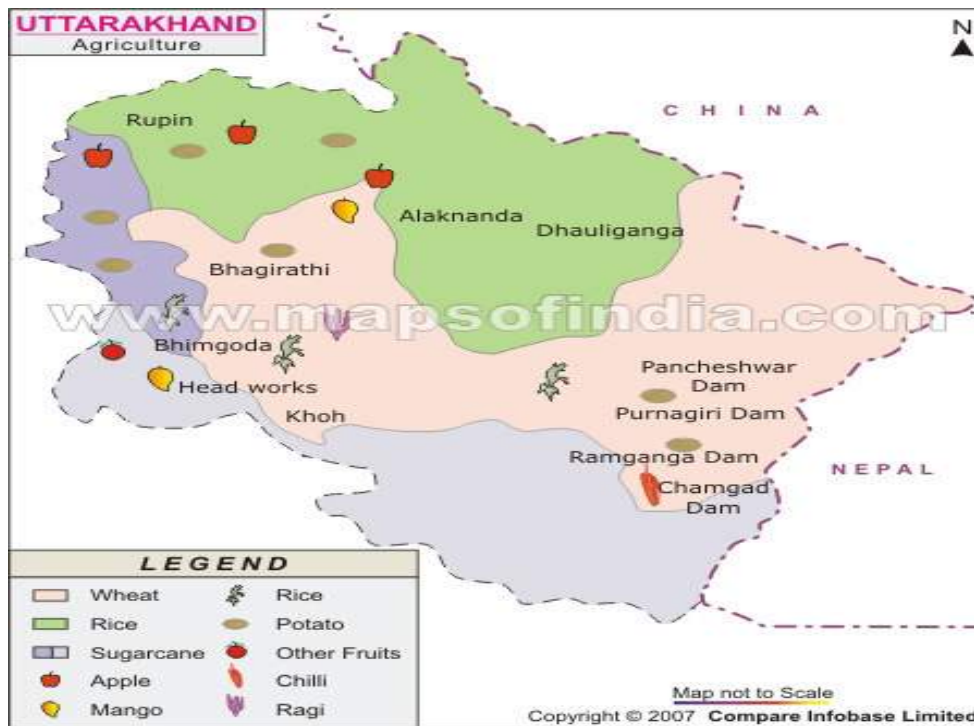 UTTARAKHAND
Agriculture
N
CHINA
Rupin
Alaknanda
Dhauliganga
Bhagirathi
www.mapsofindia.com
Bhimgoda
Head works
Pancheshwar
Dam
Purnagiri Dam
Khoh
Ramganga Dam
NEPAL
Chamgad
Dam
LEGEND
Wheat
Rice
Rice
Potato
Sugarcane
Other Fruits
Apple
Chilli
Mango
Ragi
Map not to Scale
Copyright © 2007 Compare Infobase Limited